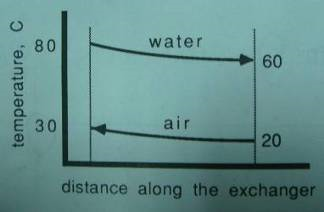 temperature, C
80
water
60
30
air
20
distance along the exchanger